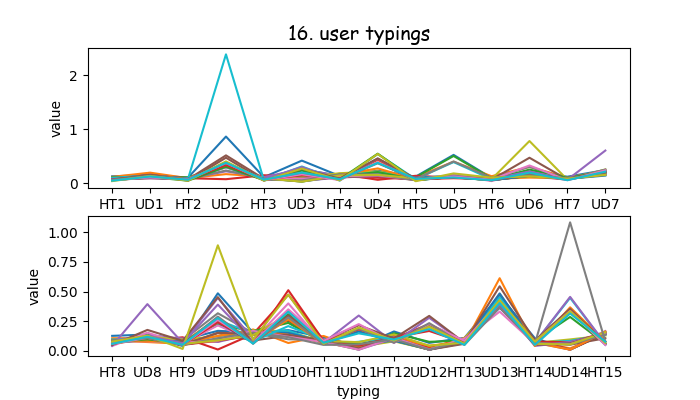 16. user typings
value
2
1
0
HT1 UD1 HT2 UD2 HT3 UD3 HT4 UD4 HT5 UD5 HT6 UD6 HT7 UD7
value
1.00
0.75
0.50
0.25
0.00
HT8 UD8 HT9 UD9 HT10 UD10 HT11 UD11 HT12 UD12 HT13 UD13 HT14 UD14 HT15
typing